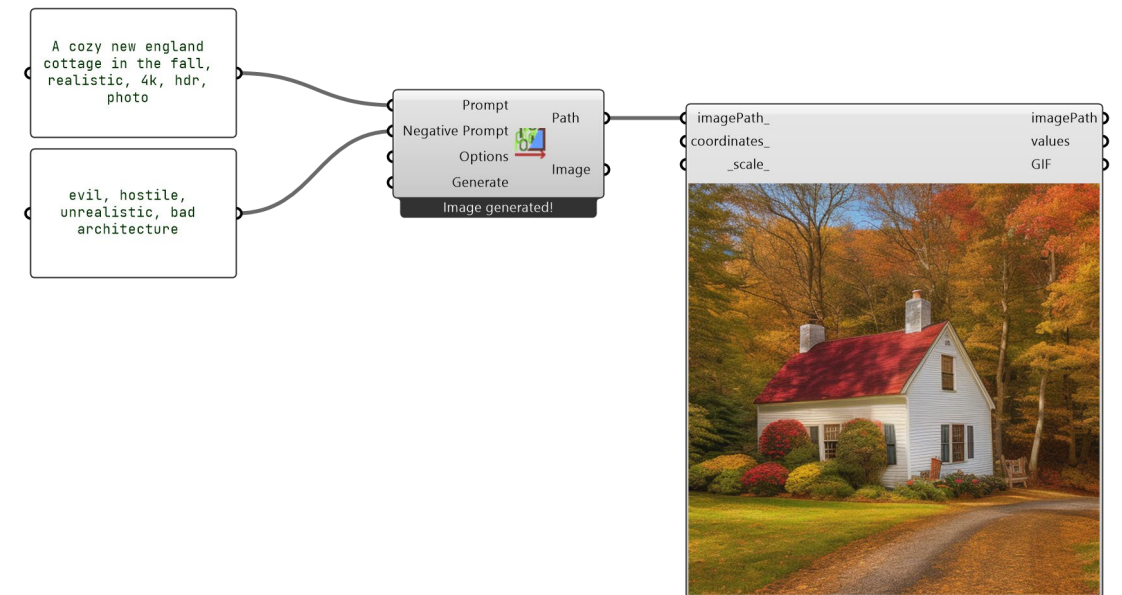 A cozy new england
cottage in the fall,
realistic, 4k, hdr,
photo
evil, hostile,
unrealistic, bad
architecture
Prompt
Negative Prompt
Options
Generate
Path
Image
Image generated!
imagePath_
coordinates_
_scale_
imagePath
values
GIF